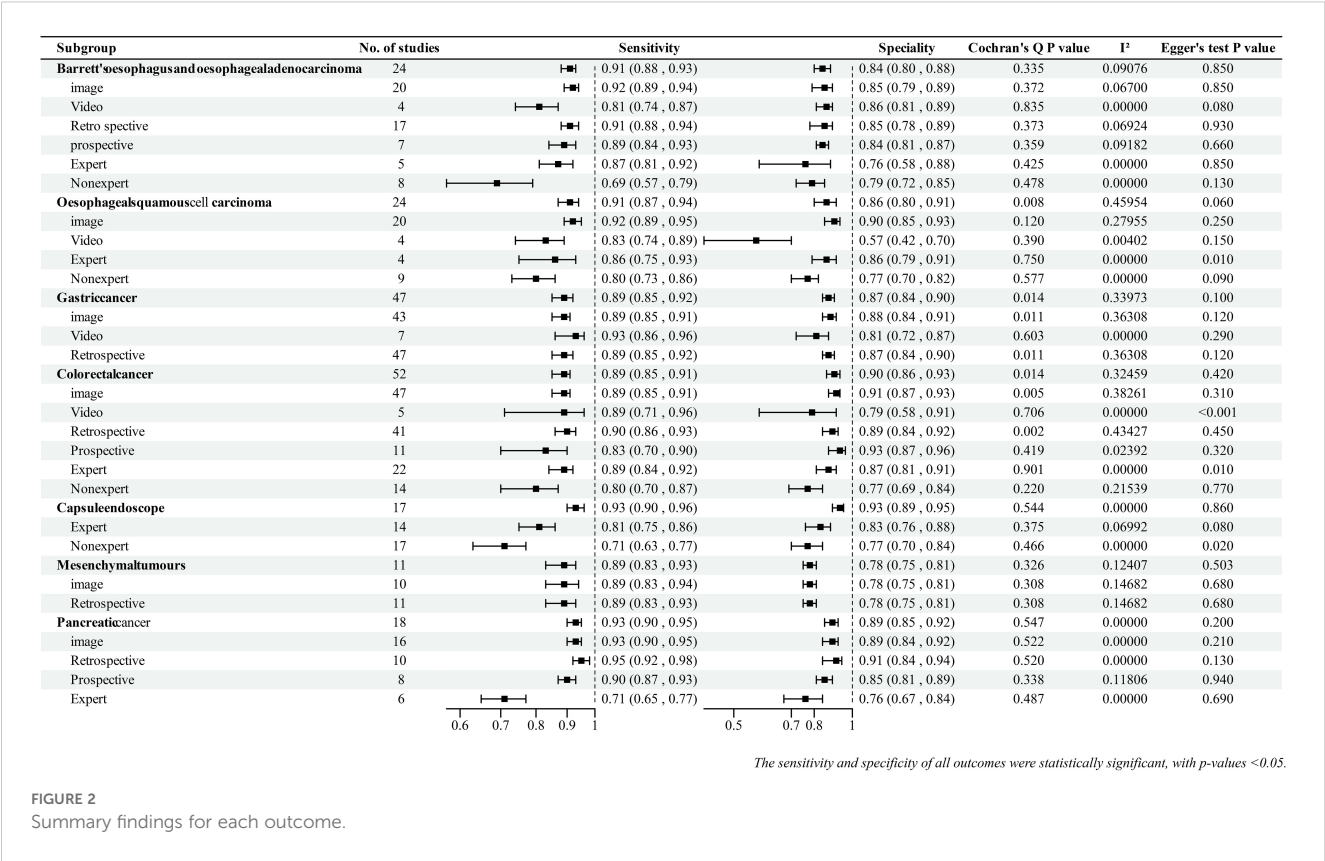 Subgroup No. of studies Sensitivity Speciality Cochran's Q P value I² Egger's test P value
Barrett'soesophagusandoesophagealadenocarcinoma 24 0.91 (0.88 , 0.93) 0.84 (0.80 , 0.88) 0.335 0.09076 0.850
image 20 0.92 (0.89 , 0.94) 0.85 (0.79 , 0.89) 0.372 0.06700 0.850
Video 4 0.81 (0.74 , 0.87) 0.86 (0.81 , 0.89) 0.835 0.00000 0.080
Retro spective 17 0.91 (0.88 , 0.94) 0.85 (0.78 , 0.89) 0.373 0.06924 0.930
prospective 7 0.89 (0.84 , 0.93) 0.84 (0.81 , 0.87) 0.359 0.09182 0.660
Expert 5 0.87 (0.81 , 0.92) 0.76 (0.58 , 0.88) 0.425 0.00000 0.850
Nonexpert 8 0.69 (0.57 , 0.79) 0.79 (0.72 , 0.85) 0.478 0.00000 0.130
Oesophagealsquamouscell carcinoma 24 0.91 (0.87 , 0.94) 0.86 (0.80 , 0.91) 0.008 0.45954 0.060
image 20 0.92 (0.89 , 0.95) 0.90 (0.85 , 0.93) 0.120 0.27955 0.250
Video 4 0.83 (0.74 , 0.89) 0.57 (0.42 , 0.70) 0.390 0.00402 0.150
Expert 4 0.86 (0.75 , 0.93) 0.86 (0.79 , 0.91) 0.750 0.00000 0.010
Nonexpert 9 0.80 (0.73 , 0.86) 0.77 (0.70 , 0.82) 0.577 0.00000 0.090
Gastriccancer 47 0.89 (0.85 , 0.92) 0.87 (0.84 , 0.90) 0.014 0.33973 0.100
image 43 0.89 (0.85 , 0.91) 0.88 (0.84 , 0.91) 0.011 0.36308 0.120
Video 7 0.93 (0.86 , 0.96) 0.81 (0.72 , 0.87) 0.603 0.00000 0.290
Retrospective 47 0.89 (0.85 , 0.92) 0.87 (0.84 , 0.90) 0.011 0.36308 0.120
Colorectalcancer 52 0.89 (0.85 , 0.91) 0.90 (0.86 , 0.93) 0.014 0.32459 0.420
image 47 0.89 (0.85 , 0.91) 0.91 (0.87 , 0.93) 0.005 0.38261 0.310
Video 5 0.89 (0.71 , 0.96) 0.79 (0.58 , 0.91) 0.706 0.00000 <0.001
Retrospective 41 0.90 (0.86 , 0.93) 0.89 (0.84 , 0.92) 0.002 0.43427 0.450
Prospective 11 0.83 (0.70 , 0.90) 0.93 (0.87 , 0.96) 0.419 0.02392 0.320
Expert 22 0.89 (0.84 , 0.92) 0.87 (0.81 , 0.91) 0.901 0.00000 0.010
Nonexpert 14 0.80 (0.70 , 0.87) 0.77 (0.69 , 0.84) 0.220 0.21539 0.770
Capsuleendoscope 17 0.93 (0.90 , 0.96) 0.93 (0.89 , 0.95) 0.544 0.00000 0.860
Expert 14 0.81 (0.75 , 0.86) 0.83 (0.76 , 0.88) 0.375 0.06992 0.080
Nonexpert 17 0.71 (0.63 , 0.77) 0.77 (0.70 , 0.84) 0.466 0.00000 0.020
Mesenchymaltumours 11 0.89 (0.83 , 0.93) 0.78 (0.75 , 0.81) 0.326 0.12407 0.503
image 10 0.89 (0.83 , 0.94) 0.78 (0.75 , 0.81) 0.308 0.14682 0.680
Retrospective 11 0.89 (0.83 , 0.93) 0.78 (0.75 , 0.81) 0.308 0.14682 0.680
Pancreaticcancer 18 0.93 (0.90 , 0.95) 0.89 (0.85 , 0.92) 0.547 0.00000 0.200
image 16 0.93 (0.90 , 0.95) 0.89 (0.84 , 0.92) 0.522 0.00000 0.210
Retrospective 10 0.95 (0.92 , 0.98) 0.91 (0.84 , 0.94) 0.520 0.00000 0.130
Prospective 8 0.90 (0.87 , 0.93) 0.85 (0.81 , 0.89) 0.338 0.11806 0.940
Expert 6 0.71 (0.65 , 0.77) 0.76 (0.67 , 0.84) 0.487 0.00000 0.690
0.6 0.7 0.8 0.9 1 0.5 0.7 0.8 1
The sensitivity and specificity of all outcomes were statistically significant, with p-values <0.05.
FIGURE 2
Summary findings for each outcome.